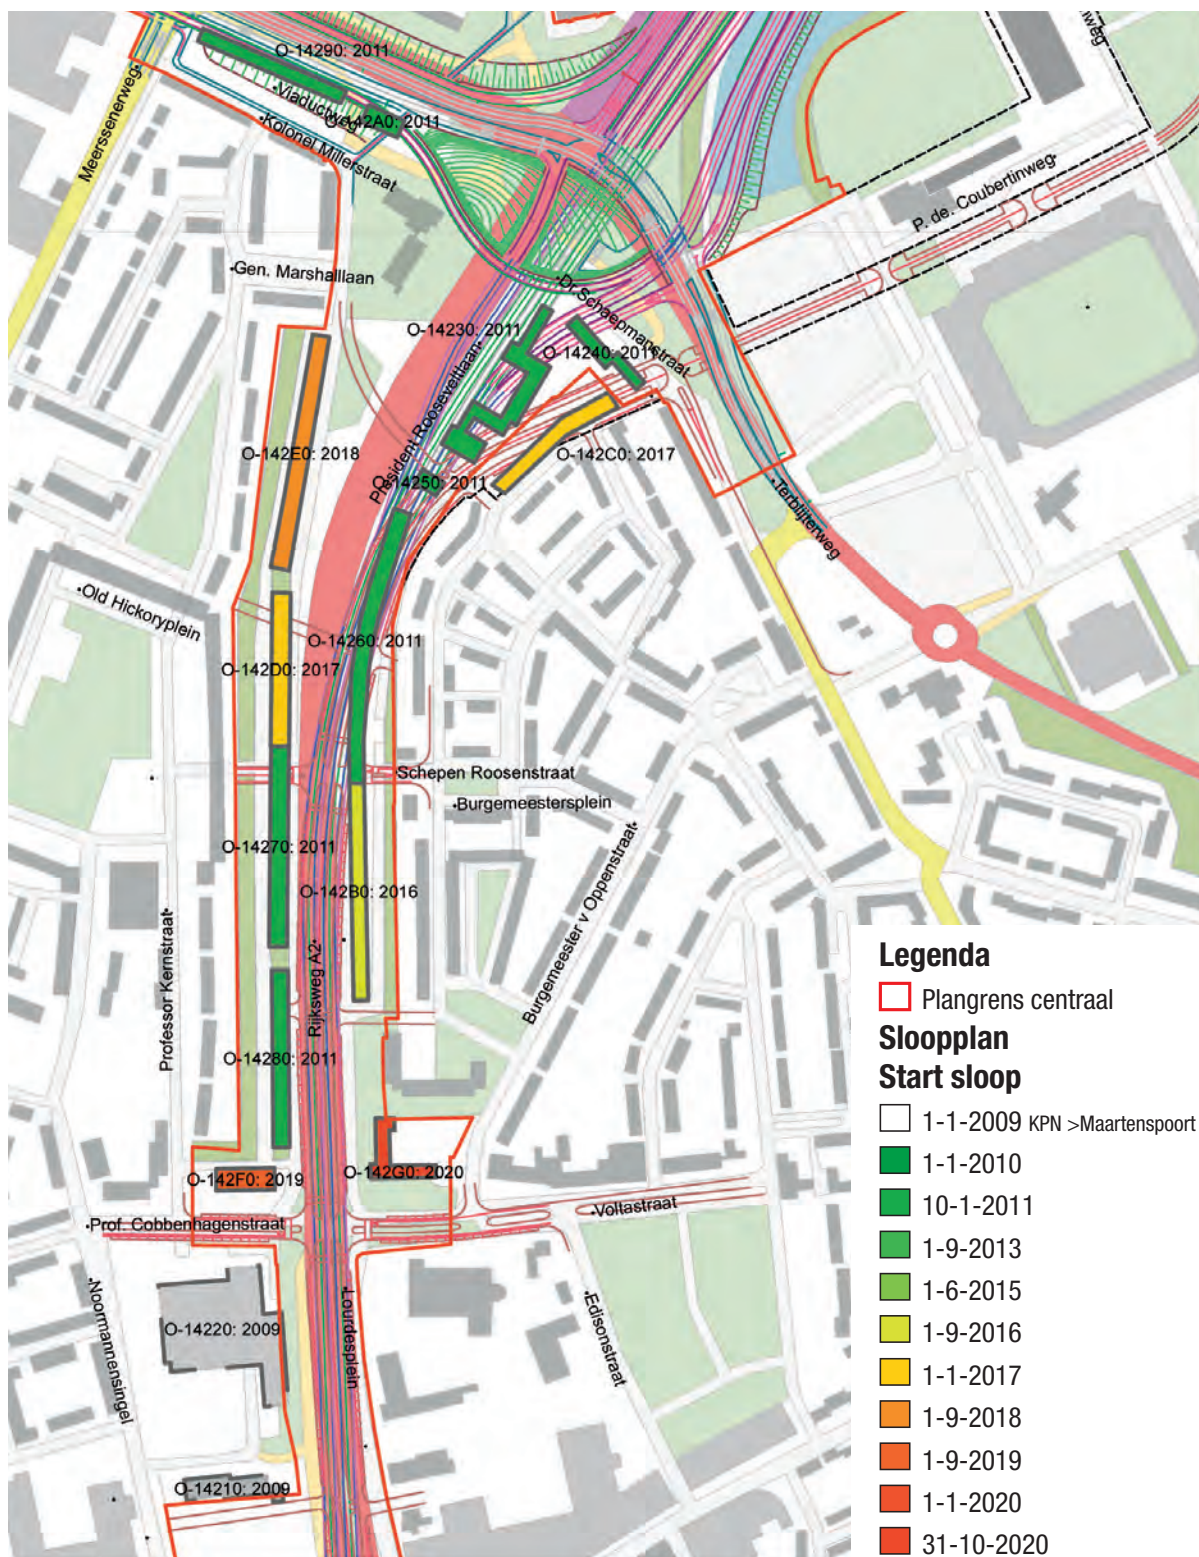 O-14290: 2011
Viaductweg
O-142A0: 2011
Kolonel Millerstraat
Meerssenerweg
P. de. Coubertinweg
Gen. Marshalllaan
Dr.Schaepmanstraat
O-14230: 2011
O-14240: 2011
President Rooseveltlaan
O-142E0: 2018
O-142C0: 2017
O-14250: 2011
Terblijterweg
Old Hickoryplein
O-14260: 2011
O-142D0: 2017
Schepen Roosenstraat
Burgemeestersplein
O-14270: 2011
O-142B0: 2016
Burgemeester v Oppenstraat
Professor Kernstraat
Rijksweg A2
O-14280: 2011
O-142F0: 2019
O-142G0: 2020
Voltastraat
Prof. Cobbenhagenstraat
Noormannensingel
Lourdesplein
Edisonstraat
O-14220: 2009
O-14210: 2009
Legenda
Plangrens centraal
Sloopplan
Start sloop
1-1-2009 KPN >Maartenspoort
1-1-2010
10-1-2011
1-9-2013
1-6-2015
1-9-2016
1-1-2017
1-9-2018
1-9-2019
1-1-2020
31-10-2020